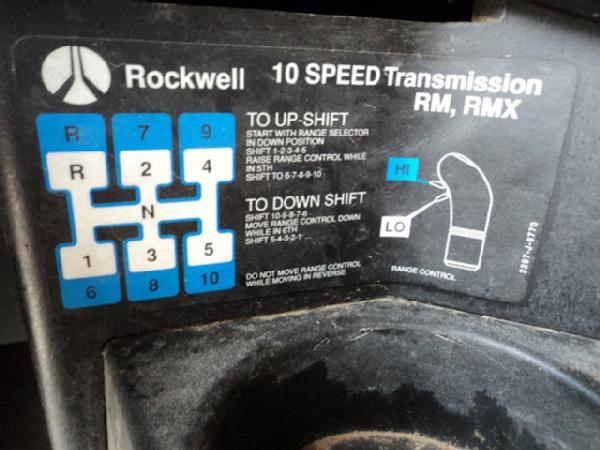 Rockwell 10 SPEED Transmission
RM, RMX
R 7 9
R 2 4
N
1 3 5
6 8 10
TO UP-SHIFT
START WITH RANGE SELECTOR
IN DOWN POSITION
SHIFT 1-2-3-4-5
RAISE RANGE CONTROL WHILE
IN 5TH
SHIFT TO 6-7-8-9-10
TO DOWN SHIFT
SHIFT 10-9-8-7-6
MOVE RANGE CONTROL DOWN
WHILE IN 6TH
SHIFT 5-4-3-2-1
DO NOT MOVE RANGE CONTROL
WHILE MOVING IN REVERSE
HI
LO
RANGE CONTROL